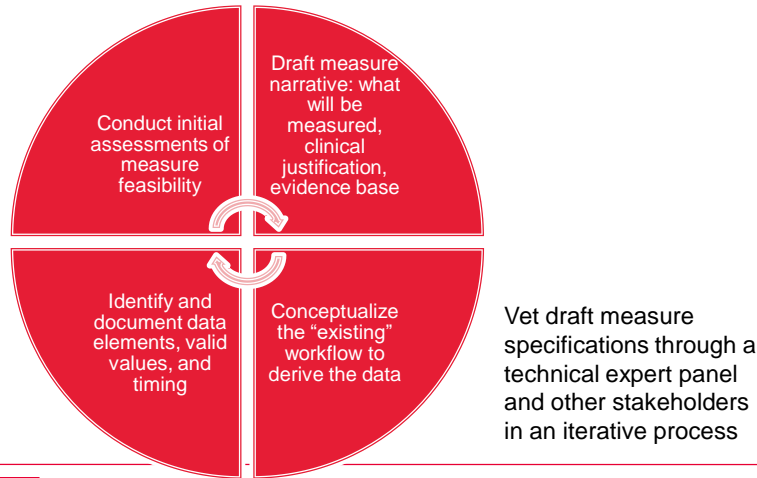 Conduct initial
assessments of
measure
feasibility
Draft measure
narrative: what
will be
measured,
clinical
justification,
evidence base
Identify and
document data
elements, valid
values, and
timing
Conceptualize
the “existing”
workflow to
derive the data
Vet draft measure
specifications through a
technical expert panel
and other stakeholders
in an iterative process